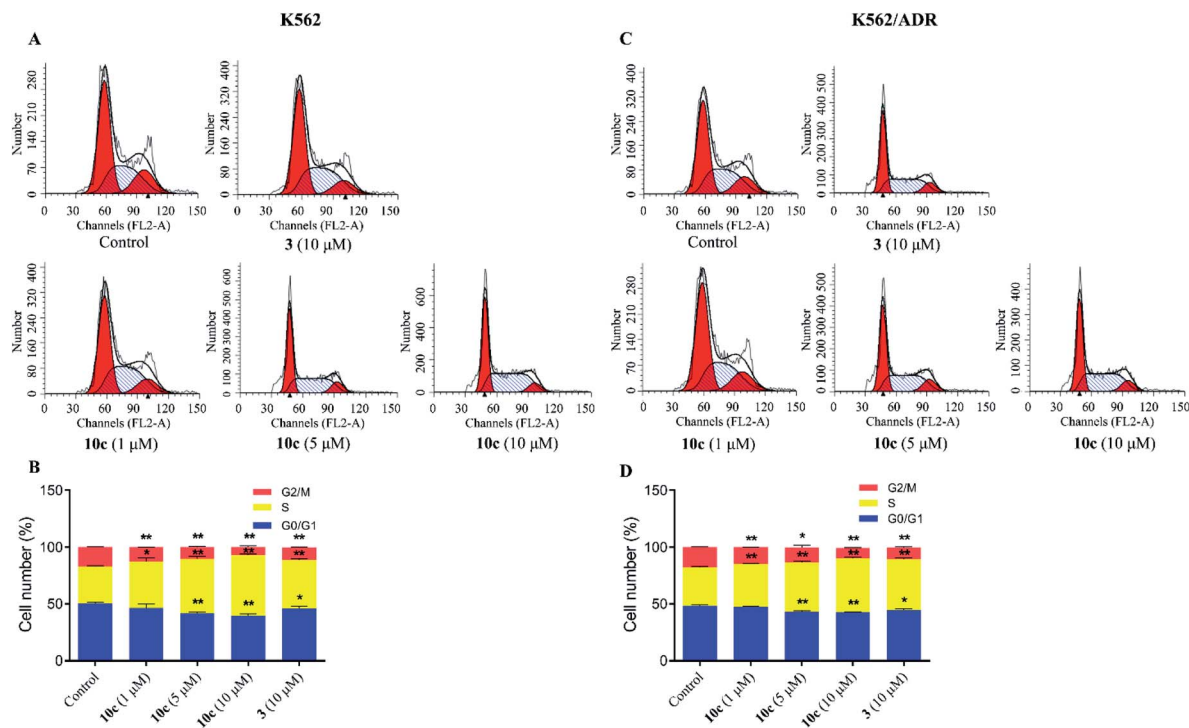 K562
K562/ADR
A
C
Number
0 70 140 210 280
0 30 60 90 120 150
Channels (FL2-A)
Control
Number
0 80 160 240 320 400
0 30 60 90 120 150
Channels (FL2-A)
3 (10 μM)
Number
0 80 160 240 320 400
0 30 60 90 120 150
Channels (FL2-A)
Control
Number
0 100 200 300 400 500
0 30 60 90 120 150
Channels (FL2-A)
3 (10 μM)
Number
0 80 160 240 320 400
0 30 60 90 120 150
Channels (FL2-A)
10c (1 μM)
Number
0 100 200 300 400 500 600
0 30 60 90 120 150
Channels (FL2-A)
10c (5 μM)
Number
0 200 400 600
0 30 60 90 120 150
Channels (FL2-A)
10c (10 μM)
Number
0 70 140 210 280
0 30 60 90 120 150
Channels (FL2-A)
10c (1 μM)
Number
0 100 200 300 400 500
0 30 60 90 120 150
Channels (FL2-A)
10c (5 μM)
Number
0 100 200 300 400
0 30 60 90 120 150
Channels (FL2-A)
10c (10 μM)
B
Cell number (%)
150
100
50
0
G2/M
S
G0/G1
** ** ** **
* ** ** **
** ** *
Control
10c (1 μM)
10c (5 μM)
10c (10 μM)
3 (10 μM)
D
Cell number (%)
150
100
50
0
G2/M
S
G0/G1
** * ** **
** ** ** **
** ** *
Control
10c (1 μM)
10c (5 μM)
10c (10 μM)
3 (10 μM)